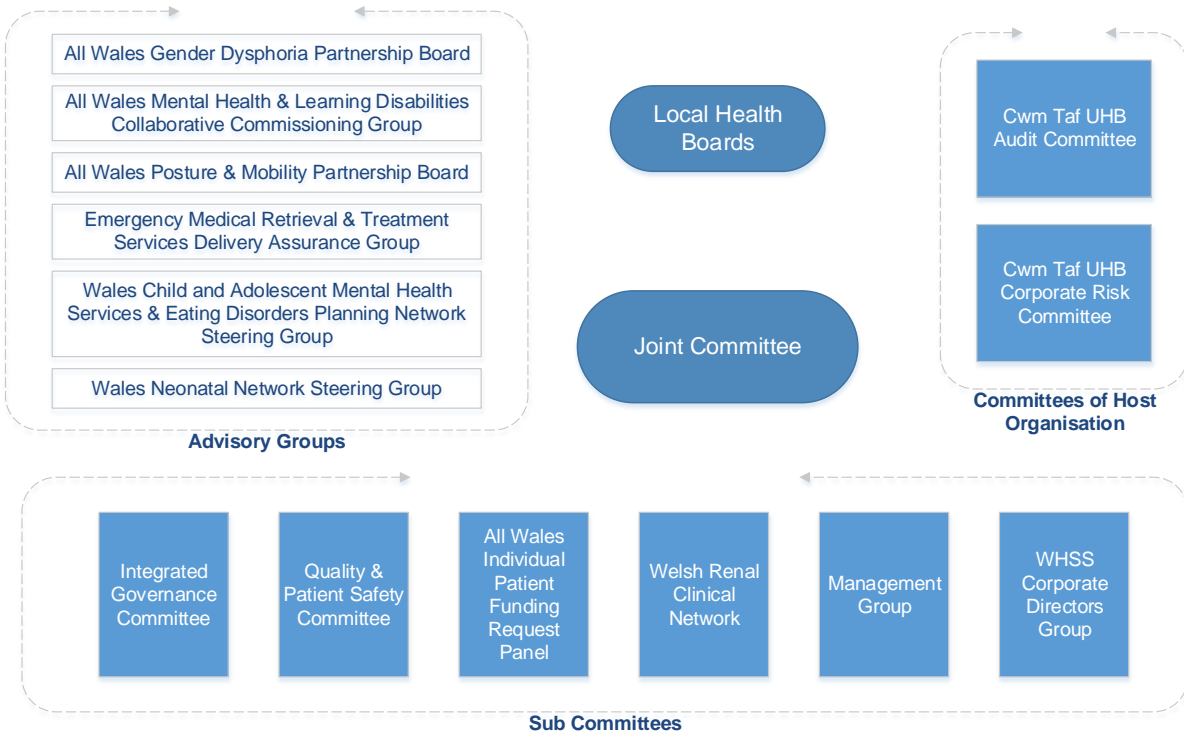 All Wales Gender Dysphoria Partnership Board
All Wales Mental Health & Learning Disabilities
Collaborative Commissioning Group
All Wales Posture & Mobility Partnership Board
Emergency Medical Retrieval & Treatment
Services Delivery Assurance Group
Wales Child and Adolescent Mental Health
Services & Eating Disorders Planning Network
Steering Group
Wales Neonatal Network Steering Group
Advisory Groups
Local Health
Boards
Joint Committee
Cwm Taf UHB
Audit Committee
Cwm Taf UHB
Corporate Risk
Committee
Committees of Host
Organisation
Integrated
Governance
Committee
Quality &
Patient Safety
Committee
All Wales
Individual
Patient
Funding
Request
Panel
Welsh Renal
Clinical
Network
Management
Group
WHSS
Corporate
Directors
Group
Sub Committees